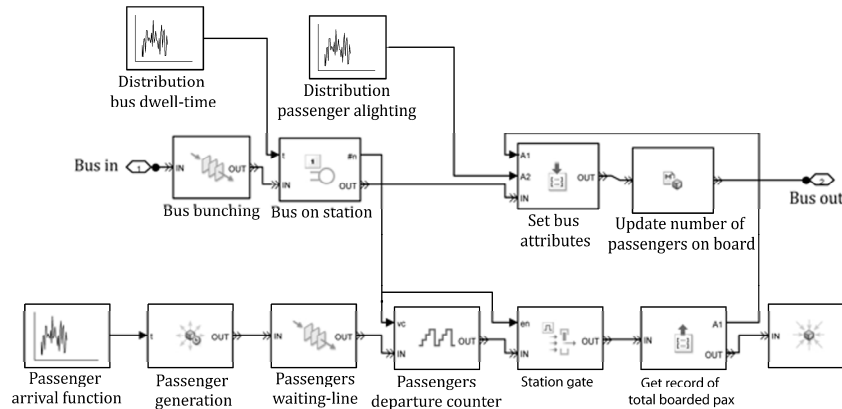 Distribution
bus dwell-time
Distribution
passenger alighting
Bus in
1
IN
OUT
Bus bunching
t
IN
#n
OUT
Bus on station
A1
A2
IN
OUT
Set bus
attributes
Update number of
passengers on board
2
Bus out
Passenger
arrival function
t
OUT
Passenger
generation
IN
OUT
Passengers
waiting-line
vc
IN
OUT
Passengers
departure counter
en
IN
OUT
Station gate
IN
A1
OUT
Get record of
total boarded pax
IN